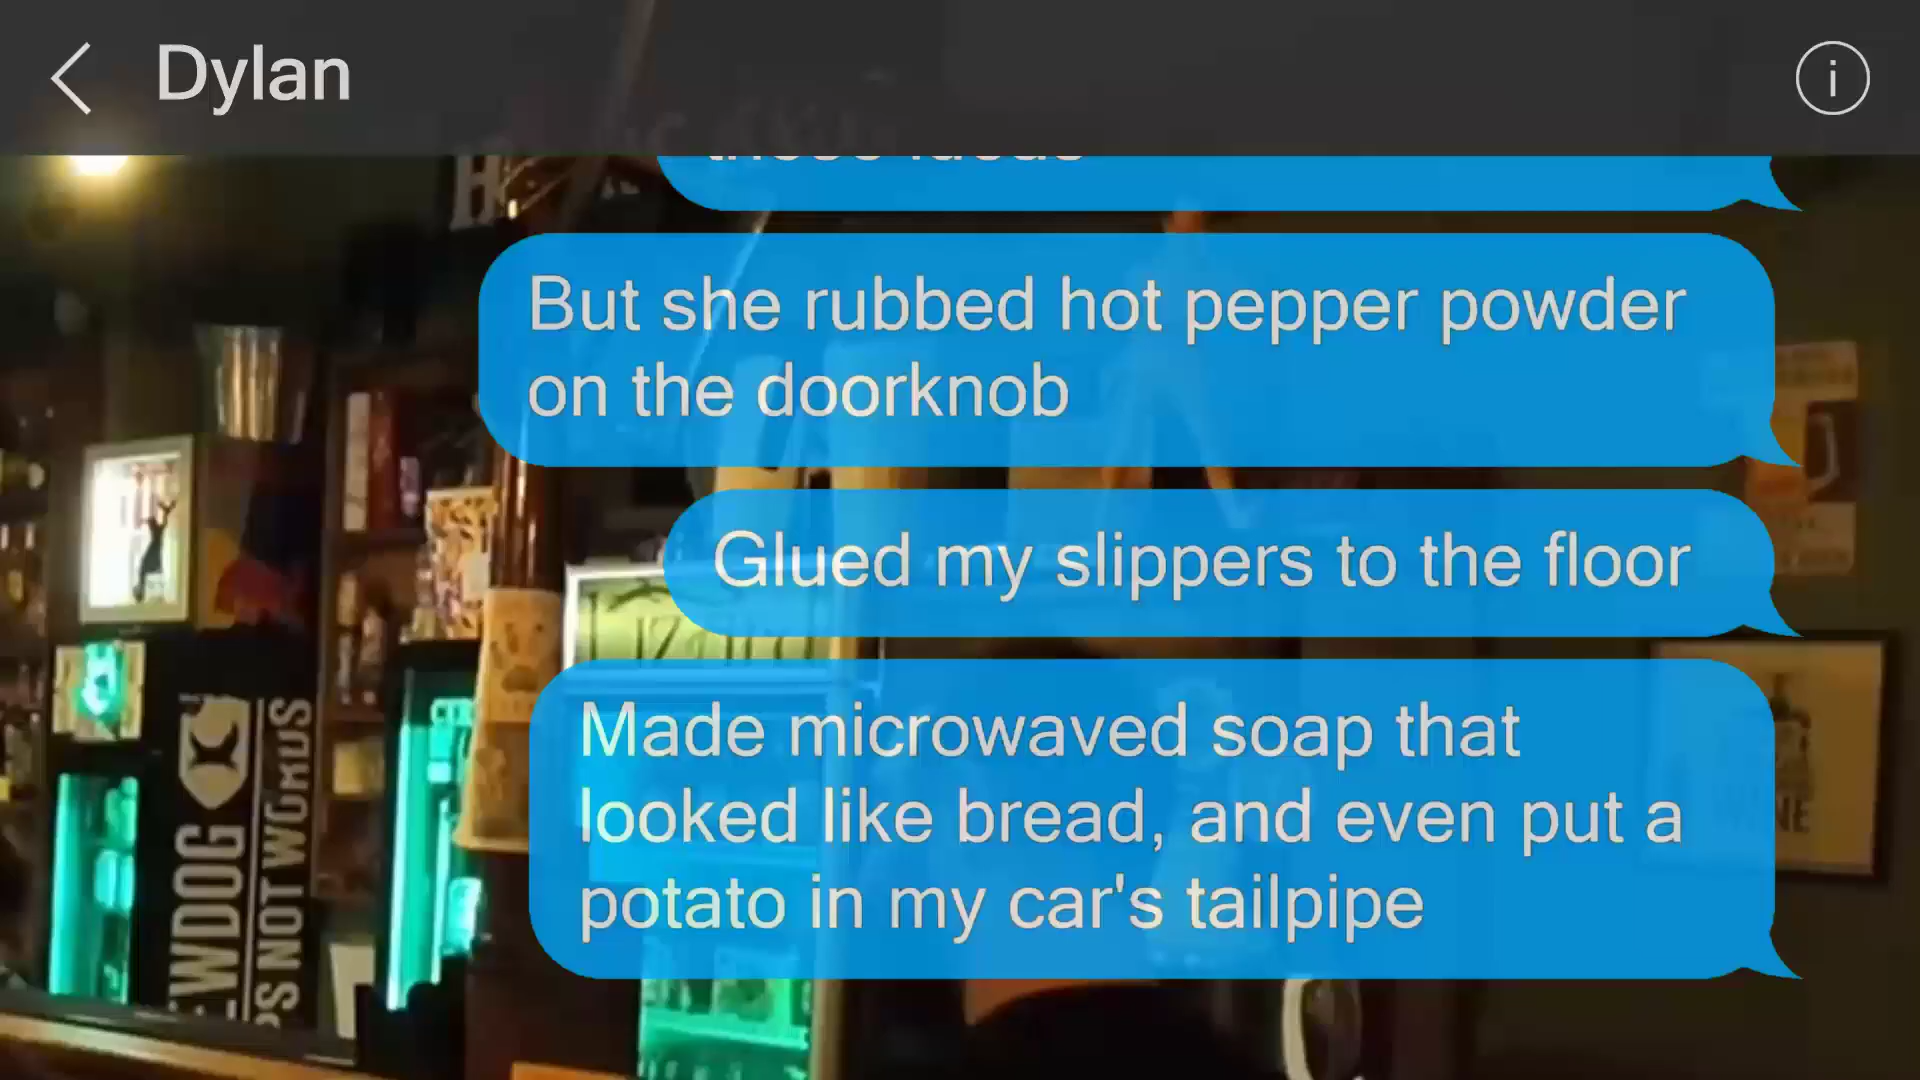 Dylan
But she rubbed hot pepper powder
on the doorknob
Glued my slippers to the floor
Made microwaved soap that
looked like bread, and even put a
potato in my car's tailpipe